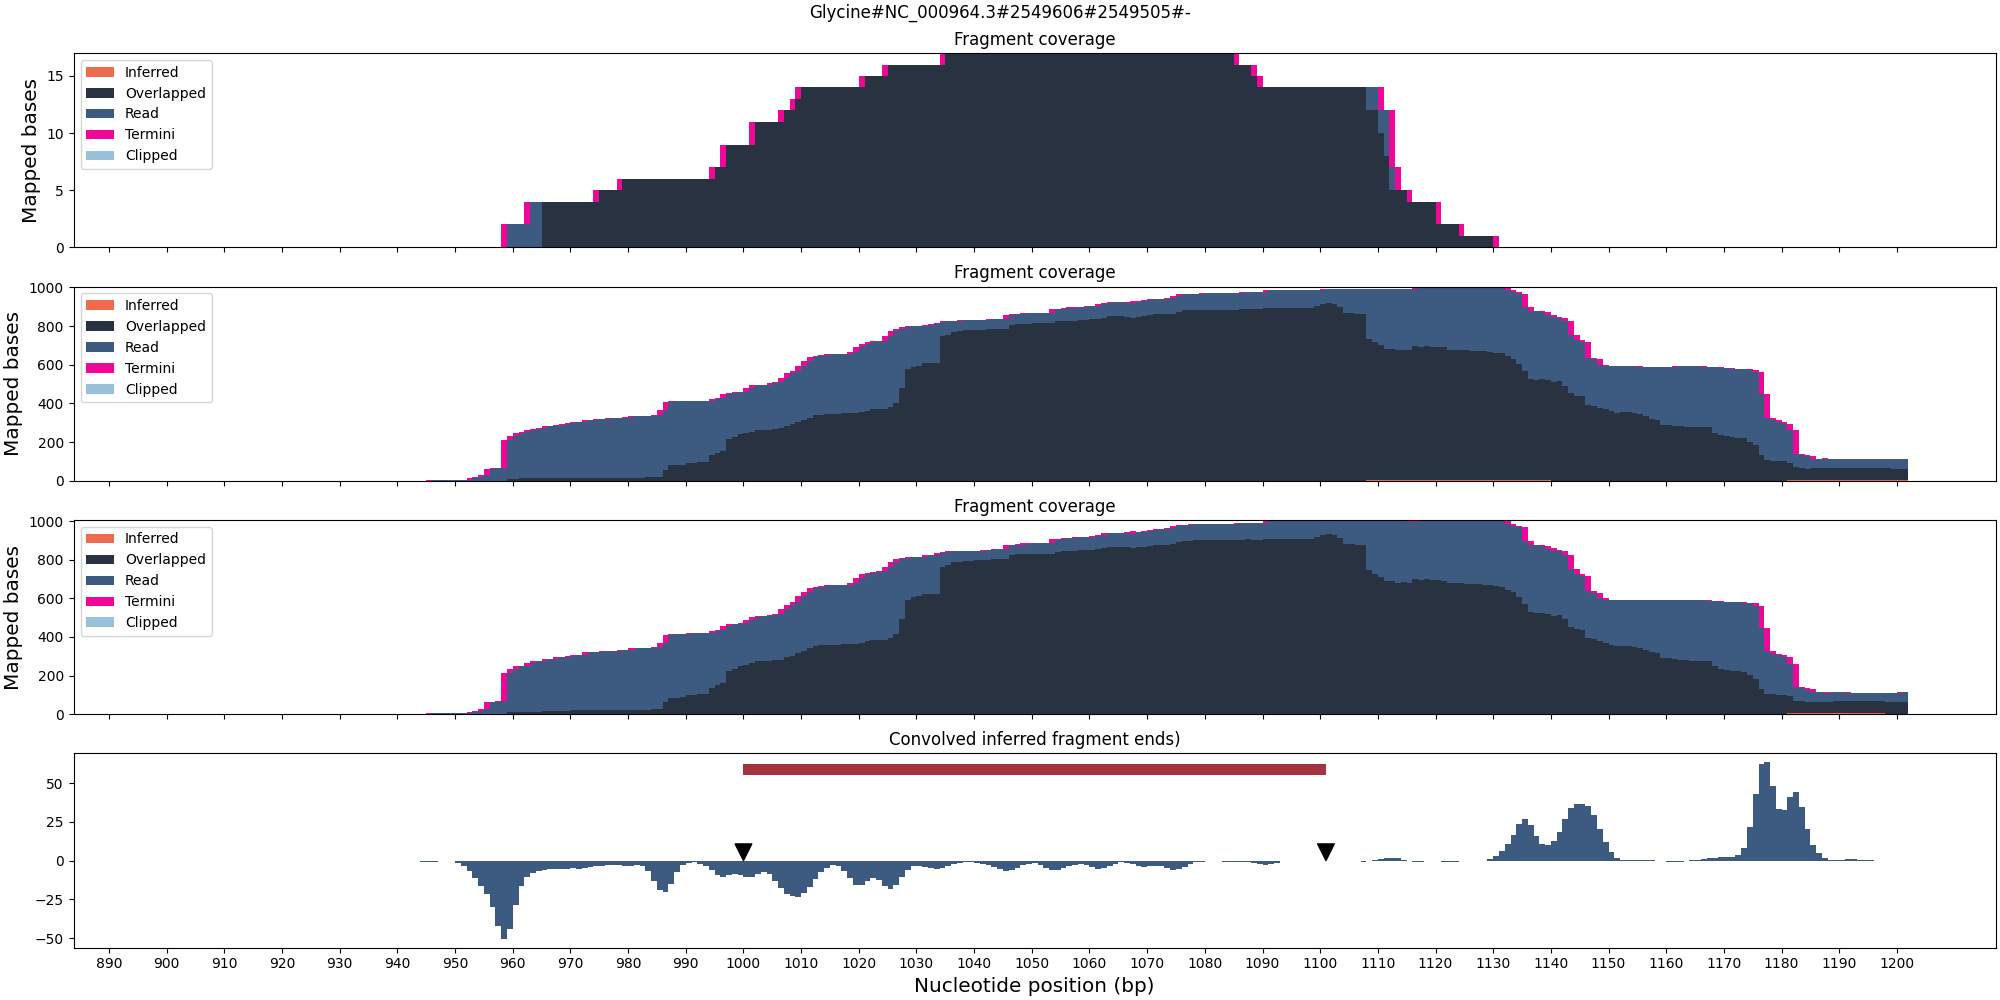 Glycine#NC_000964.3#2549606#2549505#-
Fragment coverage
Mapped bases
15
10
5
0
Inferred
Overlapped
Read
Termini
Clipped
Fragment coverage
Mapped bases
1000
800
600
400
200
0
Inferred
Overlapped
Read
Termini
Clipped
Fragment coverage
Mapped bases
1000
800
600
400
200
0
Inferred
Overlapped
Read
Termini
Clipped
Convolved inferred fragment ends)
50
25
0
−25
−50
890 900 910 920 930 940 950 960 970 980 990 1000 1010 1020 1030 1040 1050 1060 1070 1080 1090 1100 1110 1120 1130 1140 1150 1160 1170 1180 1190 1200
Nucleotide position (bp)